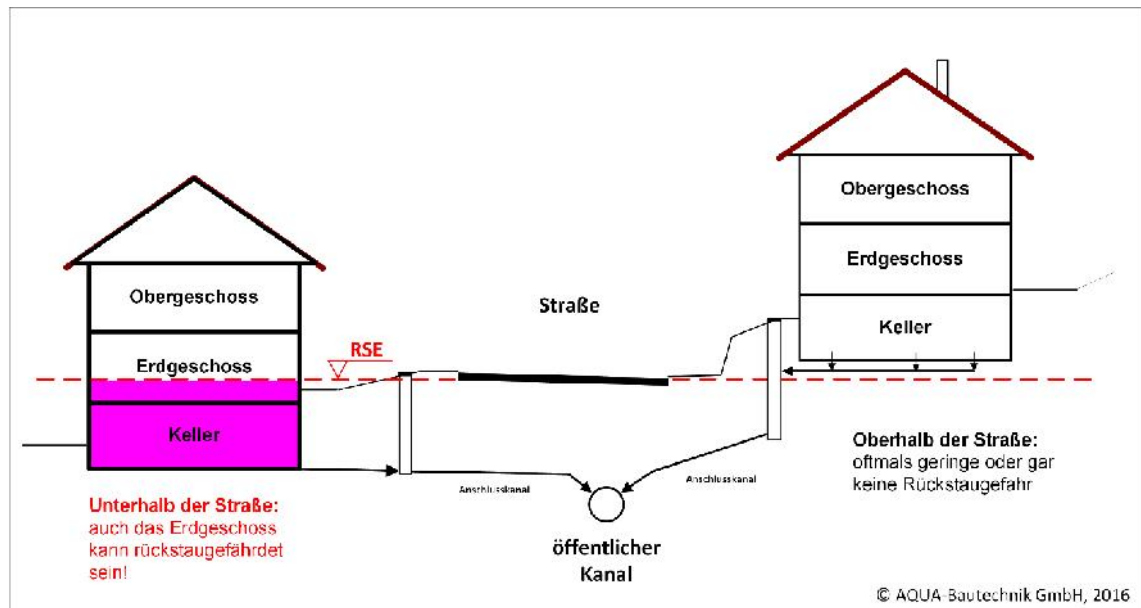 Obergeschoss
Erdgeschoss
Keller
Straße
Obergeschoss
Erdgeschoss
Keller
RSE
Anschlusskanal
Anschlusskanal
Unterhalb der Straße:
auch das Erdgeschoss
kann rückstaugefährdet
sein!
öffentlicher
Kanal
Oberhalb der Straße:
oftmals geringe oder gar
keine Rückstaugefahr
© AQUA-Bautechnik GmbH, 2016